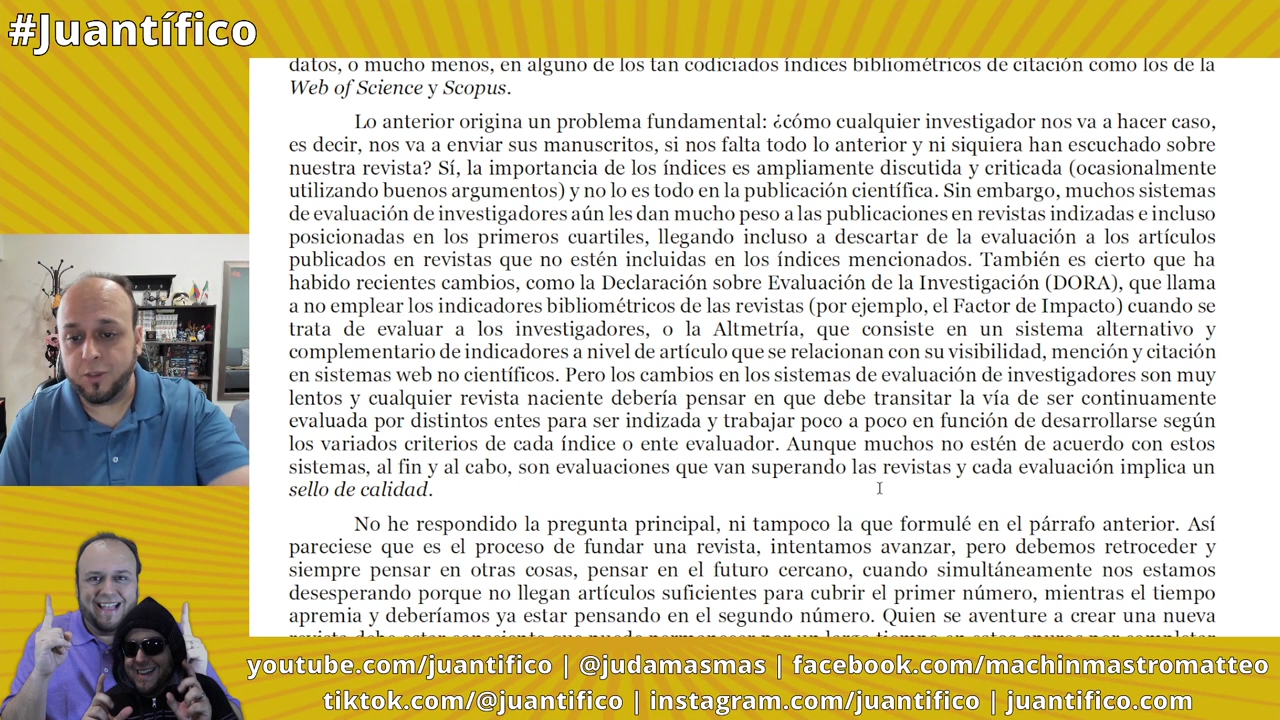 #Juantífico
datos, o mucho menos, en alguno de los tan codiciados índices bibliométricos de citación como los de la
Web of Science y Scopus.
Lo anterior origina un problema fundamental: ¿cómo cualquier investigador nos va a hacer caso,
es decir, nos va a enviar sus manuscritos, si nos falta todo lo anterior y ni siquiera han escuchado sobre
nuestra revista? Sí, la importancia de los índices es ampliamente discutida y criticada (ocasionalmente
utilizando buenos argumentos) y no lo es todo en la publicación científica. Sin embargo, muchos sistemas
de evaluación de investigadores aún les dan mucho peso a las publicaciones en revistas indizadas e incluso
posicionadas en los primeros cuartiles, llegando incluso a descartar de la evaluación a los artículos
publicados en revistas que no estén incluidas en los índices mencionados. También es cierto que ha
habido recientes cambios, como la Declaración sobre Evaluación de la Investigación (DORA), que llama
a no emplear los indicadores bibliométricos de las revistas (por ejemplo, el Factor de Impacto) cuando se
trata de evaluar a los investigadores, o la Altmetría, que consiste en un sistema alternativo y
complementario de indicadores a nivel de artículo que se relacionan con su visibilidad, mención y citación
en sistemas web no científicos. Pero los cambios en los sistemas de evaluación de investigadores son muy
lentos y cualquier revista naciente debería pensar en que debe transitar la vía de ser continuamente
evaluada por distintos entes para ser indizada y trabajar poco a poco en función de desarrollarse según
los variados criterios de cada índice o ente evaluador. Aunque muchos no estén de acuerdo con estos
sistemas, al fin y al cabo, son evaluaciones que van superando las revistas y cada evaluación implica un
sello de calidad.
No he respondido la pregunta principal, ni tampoco la que formulé en el párrafo anterior. Así
pareciese que es el proceso de fundar una revista, intentamos avanzar, pero debemos retroceder y
siempre pensar en otras cosas, pensar en el futuro cercano, cuando simultáneamente nos estamos
desesperando porque no llegan artículos suficientes para cubrir el primer número, mientras el tiempo
apremia y deberíamos ya estar pensando en el segundo número. Quien se aventure a crear una nueva
youtube.com/juantifico | @judamasmas | facebook.com/machinmastromatteo
tiktok.com/@juantifico | instagram.com/juantifico | juantifico.com